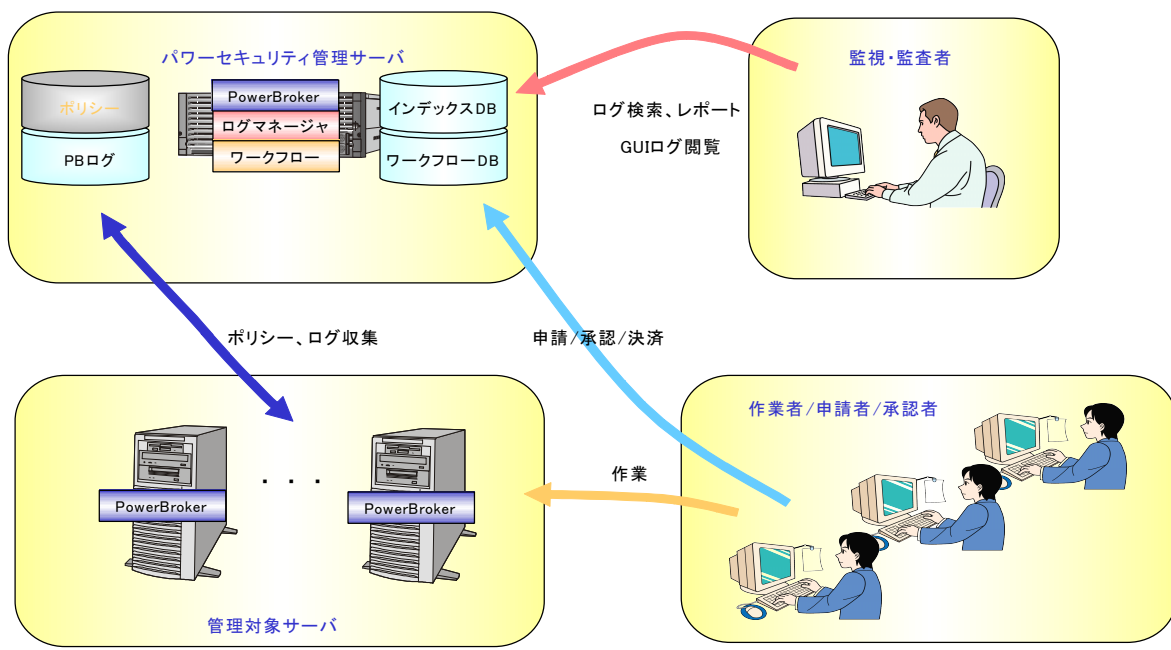 パワーセキュリティ管理サーバ
ポリシー
PBログ
PowerBroker
ログマネージャ
ワークフロー
インデックスDB
ワークフローDB
監視・監査者
ログ検索、レポート
GUIログ閲覧
ポリシー、ログ収集
申請/承認/決済
PowerBroker
・・・
PowerBroker
管理対象サーバ
作業
作業者/申請者/承認者